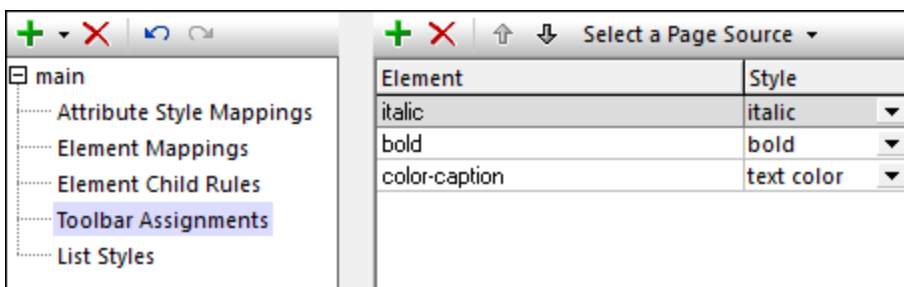 Select a Page Source
main
Attribute Style Mappings
Element Mappings
Element Child Rules
Toolbar Assignments
List Styles
Element Style
italic italic
bold bold
color-caption text color